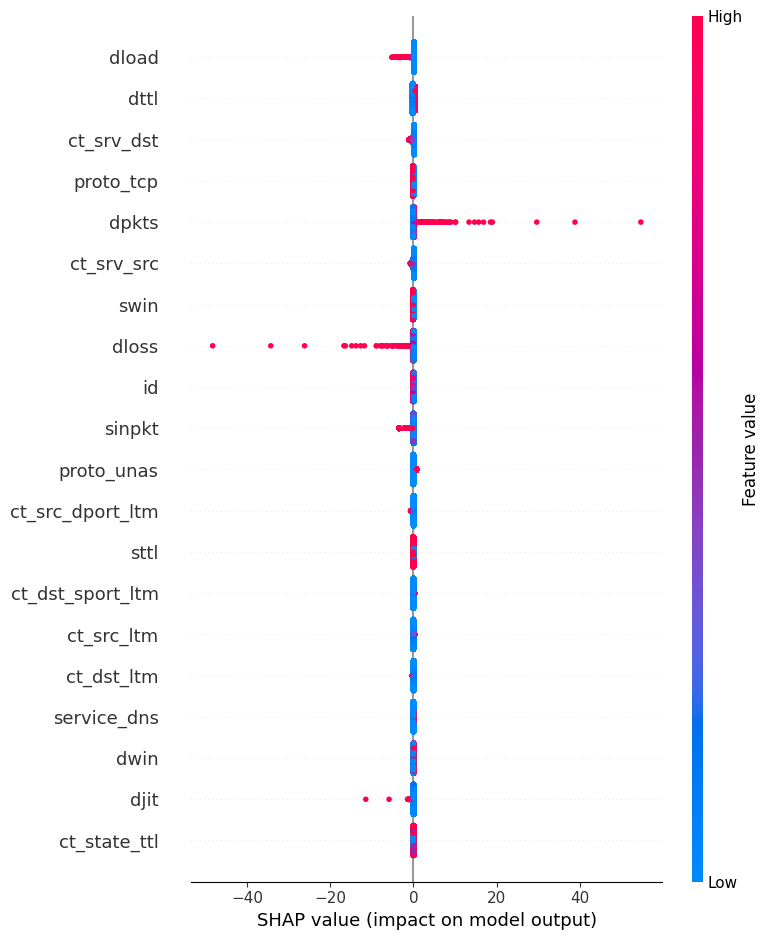 High
dload
dttl
ct_srv_dst
proto_tcp
dpkts
ct_srv_src
swin
dloss
id
sinpkt
proto_unas
ct_src_dport_ltm
sttl
ct_dst_sport_ltm
ct_src_ltm
ct_dst_ltm
service_dns
dwin
djit
ct_state_ttl
Feature value
Low
−40 −20 0 20 40
SHAP value (impact on model output)